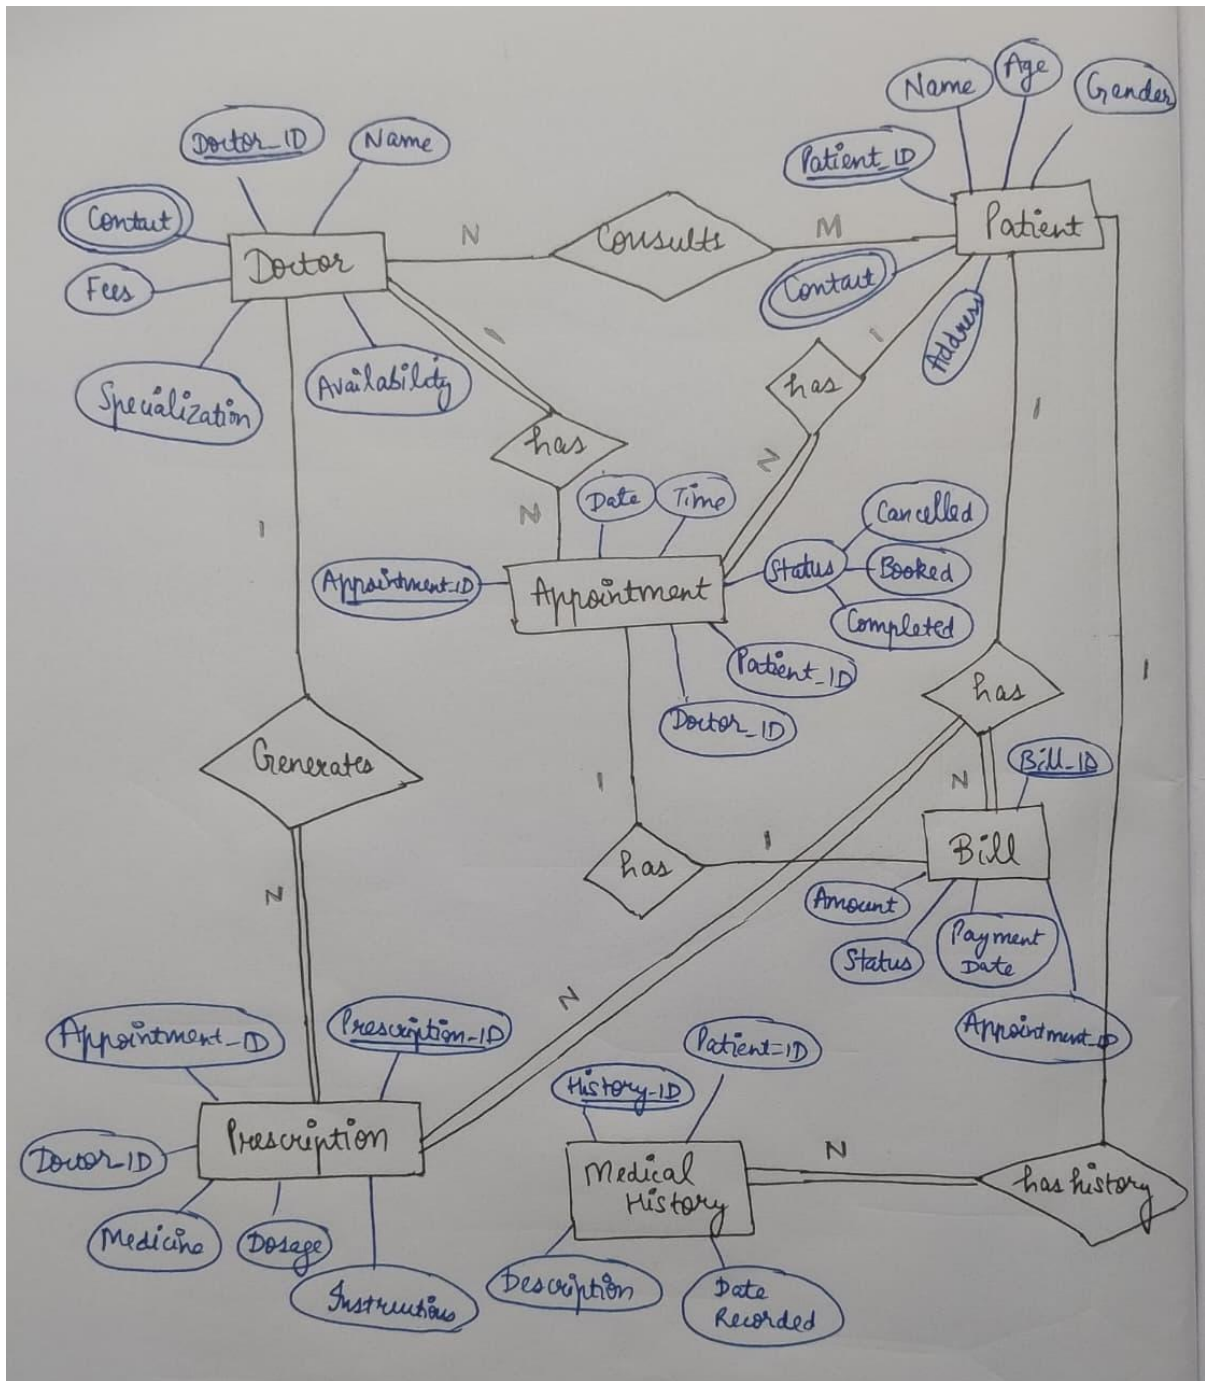 Name
Age
Gender
Doctor_ID
Name
Patient_ID
Contact
Patient
Consults
N
M
Doctor
Contact
Fees
Address
Availability
Specialization
1
has
1
1
has
N
N
Date
Time
Cancelled
1
Appointment_ID
Appointment
Status
Booked
Completed
Patient_ID
Doctor_ID
has
1
Generates
Bill_ID
1
N
has
1
Bill
N
Amount
Status
Payment
Date
Appointment_ID
N
Appointment_ID
Prescription_ID
Patient_ID
History_ID
Prescription
Doctor_ID
N
Medical
History
has history
Medicine
Dosage
Instructions
Description
Date
Recorded